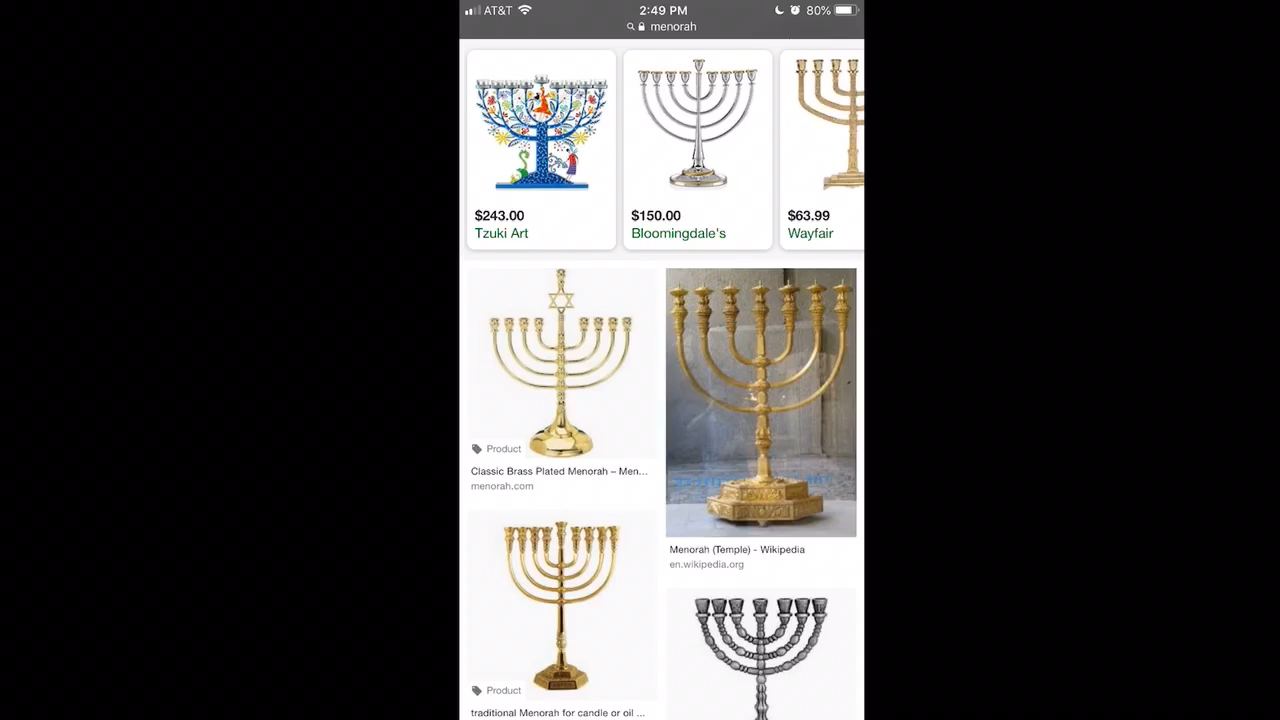 AT&T 2:49 PM 80%
menorah
$243.00
Tzuki Art
$150.00
Bloomingdale's
$63.99
Wayfair
Product
Classic Brass Plated Menorah – Men...
menorah.com
Menorah (Temple) - Wikipedia
en.wikipedia.org
Product
traditional Menorah for candle or oil ...